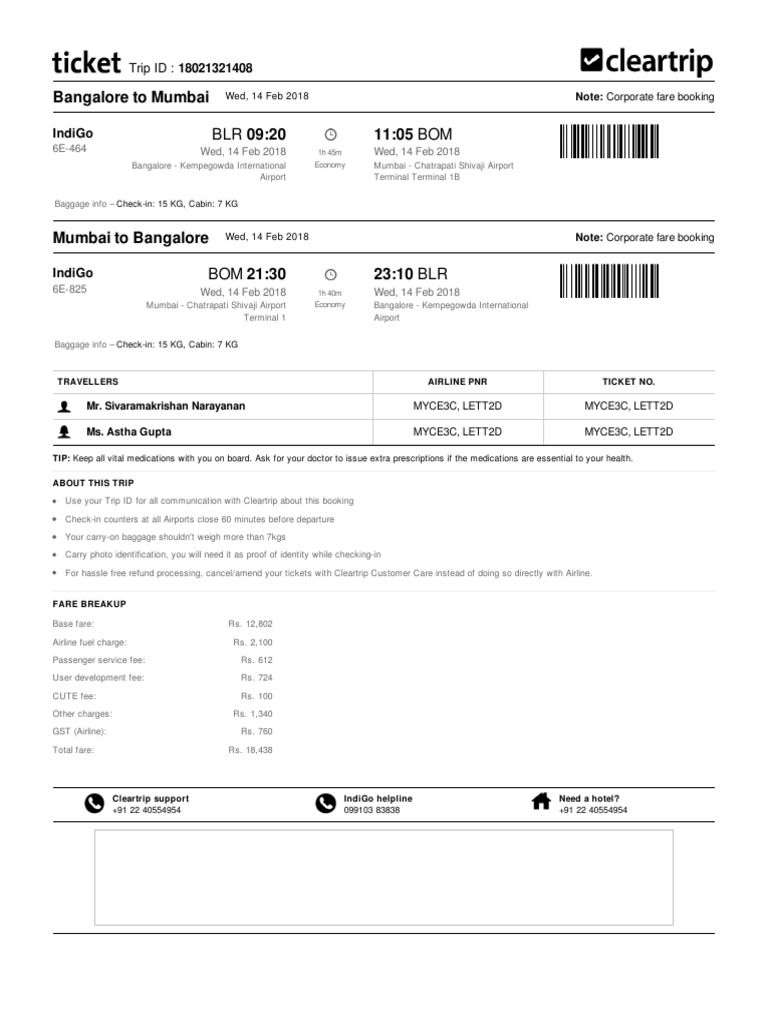 ticket Trip ID : 18021321408 cleartrip
Bangalore to Mumbai Wed, 14 Feb 2018 Note: Corporate fare booking
IndiGo BLR 09:20 11:05 BOM
6E-464 Wed, 14 Feb 2018 1h 45m Wed, 14 Feb 2018
Bangalore - Kempegowda International Economy Mumbai - Chatrapati Shivaji Airport
Airport Terminal Terminal 1B
Baggage info – Check-in: 15 KG, Cabin: 7 KG
Mumbai to Bangalore Wed, 14 Feb 2018 Note: Corporate fare booking
IndiGo BOM 21:30 23:10 BLR
6E-825 Wed, 14 Feb 2018 1h 40m Wed, 14 Feb 2018
Mumbai - Chatrapati Shivaji Airport Economy Bangalore - Kempegowda International
Terminal 1 Airport
Baggage info – Check-in: 15 KG, Cabin: 7 KG
TRAVELLERS AIRLINE PNR TICKET NO.
Mr. Sivaramakrishan Narayanan MYCE3C, LETT2D MYCE3C, LETT2D
Ms. Astha Gupta MYCE3C, LETT2D MYCE3C, LETT2D
TIP: Keep all vital medications with you on board. Ask for your doctor to issue extra prescriptions if the medications are essential to your health.
ABOUT THIS TRIP
Use your Trip ID for all communication with Cleartrip about this booking
Check-in counters at all Airports close 60 minutes before departure
Your carry-on baggage shouldn't weigh more than 7kgs
Carry photo identification, you will need it as proof of identity while checking-in
For hassle free refund processing, cancel/amend your tickets with Cleartrip Customer Care instead of doing so directly with Airline.
FARE BREAKUP
Base fare: Rs. 12,802
Airline fuel charge: Rs. 2,100
Passenger service fee: Rs. 612
User development fee: Rs. 724
CUTE fee: Rs. 100
Other charges: Rs. 1,340
GST (Airline): Rs. 760
Total fare: Rs. 18,438
Cleartrip support IndiGo helpline Need a hotel?
+91 22 40554954 099103 83838 +91 22 40554954